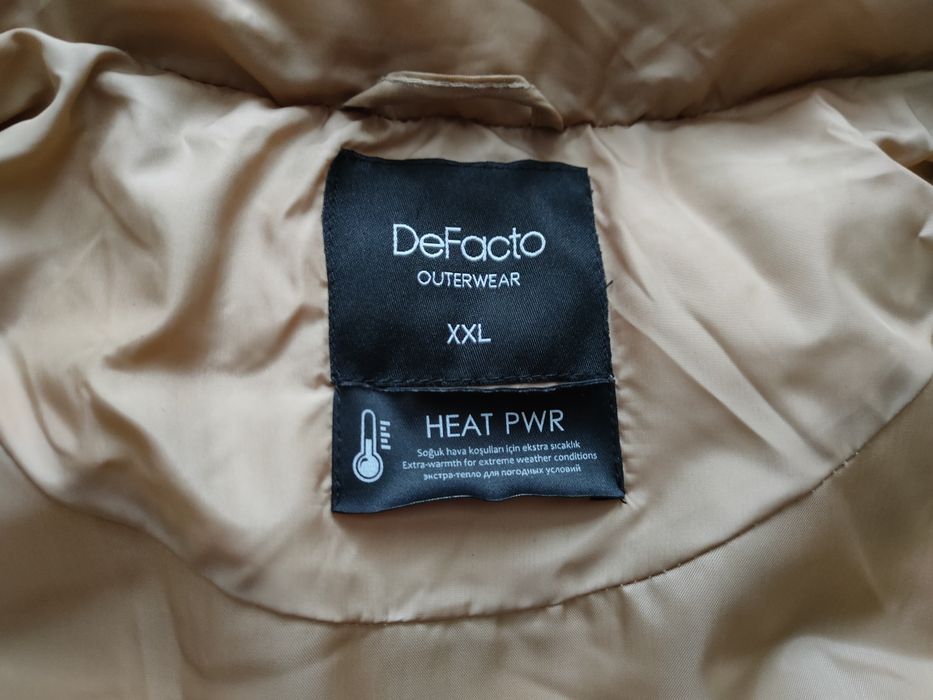 DeFacto
OUTERWEAR
XXL
HEAT PWR
Soğuk hava koşulları için ekstra sıcaklık
Extra-warmth for extreme weather conditions
экстра-тепло для погодных условий